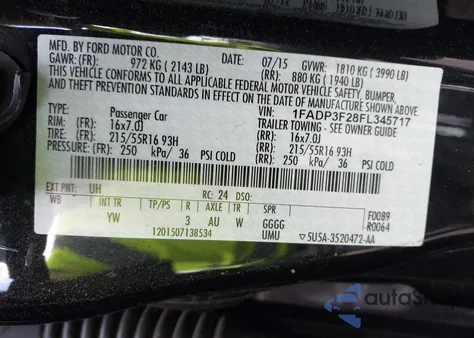 MFD. BY FORD MOTOR CO.
DATE: 07/15 GVWR: 1810 KG ( 3990 LB)
GAWR: (FR): 972 KG ( 2143 LB) (RR): 880 KG ( 1940 LB)
THIS VEHICLE CONFORMS TO ALL APPLICABLE FEDERAL MOTOR VEHICLE SAFETY, BUMPER,
AND THEFT PREVENTION STANDARDS IN EFFECT ON THE DATE OF MANUFACTURE SHOWN ABOVE.
VIN: 1FADP3F28FL345717
TYPE: Passenger Car TRAILER TOWING - SEE OWNER GUIDE
RIM: (FR) 16x7.0J (RR): 16x7.0J
TIRE: (FR) 215/55R16 93H (RR): 215/55R16 93H
PRESSURE: (FR) 250 kPa/ 36 PSI COLD (RR): 250 kPa/ 36 PSI COLD
EXT PNT: UH RC: 24 DSO:
WB INT TR TP/PS R AXLE TR SPR F0089
YW 3 AU W GGGG R0064
1201507138534 UMU 5U5A-3520472-AA